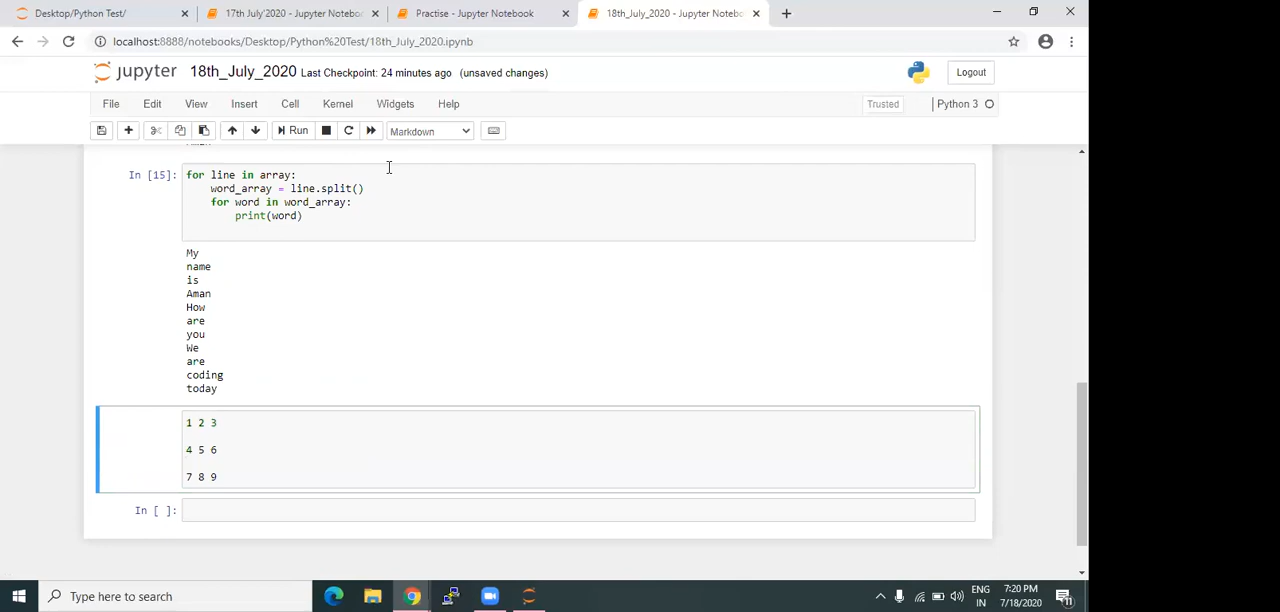 Desktop/Python Test/
17th July'2020 - Jupyter Noteboo
Practise - Jupyter Notebook
18th_July_2020 - Jupyter Notebo
localhost:8888/notebooks/Desktop/Python%20Test/18th_July_2020.ipynb
jupyter 18th_July_2020 Last Checkpoint: 24 minutes ago (unsaved changes) Logout
File Edit View Insert Cell Kernel Widgets Help Trusted Python 3
Run Markdown
In [15]: for line in array:
word_array = line.split()
for word in word_array:
print(word)
My
name
is
Aman
How
are
you
We
are
coding
today
1 2 3
4 5 6
7 8 9
In [ ]:
Type here to search
ENG
IN
7:20 PM
7/18/2020
11